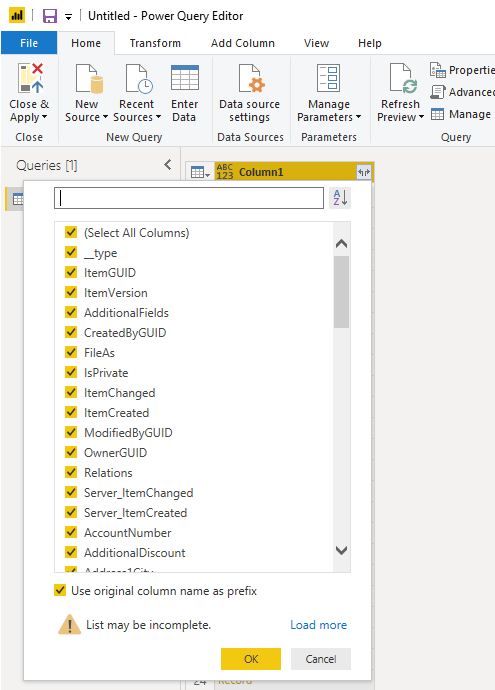 Untitled - Power Query Editor
File Home Transform Add Column View Help
Close & Apply New Source Recent Sources Enter Data Data source settings Manage Parameters Refresh Preview Properties
Advanced
Manage
Close New Query Data Sources Parameters Query
Queries [1]
ABC 123 Column1
A Z
(Select All Columns)
__type
ItemGUID
ItemVersion
AdditionalFields
CreatedByGUID
FileAs
IsPrivate
ItemChanged
ItemCreated
ModifiedByGUID
OwnerGUID
Relations
Server_ItemChanged
Server_ItemCreated
AccountNumber
AdditionalDiscount
Address1City
Use original column name as prefix
List may be incomplete. Load more
OK Cancel
24 Record